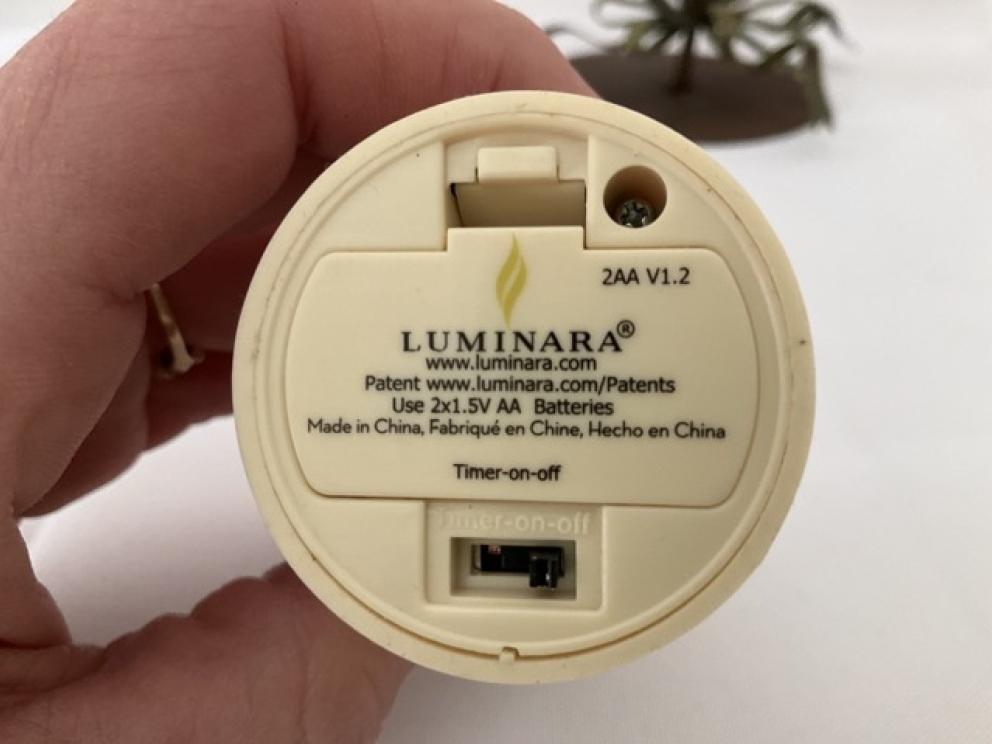 2AA V1.2
LUMINARA®
www.luminara.com
Patent www.luminara.com/Patents
Use 2x1.5V AA Batteries
Made in China, Fabriqué en Chine, Hecho en China
Timer-on-off
Timer-on-off